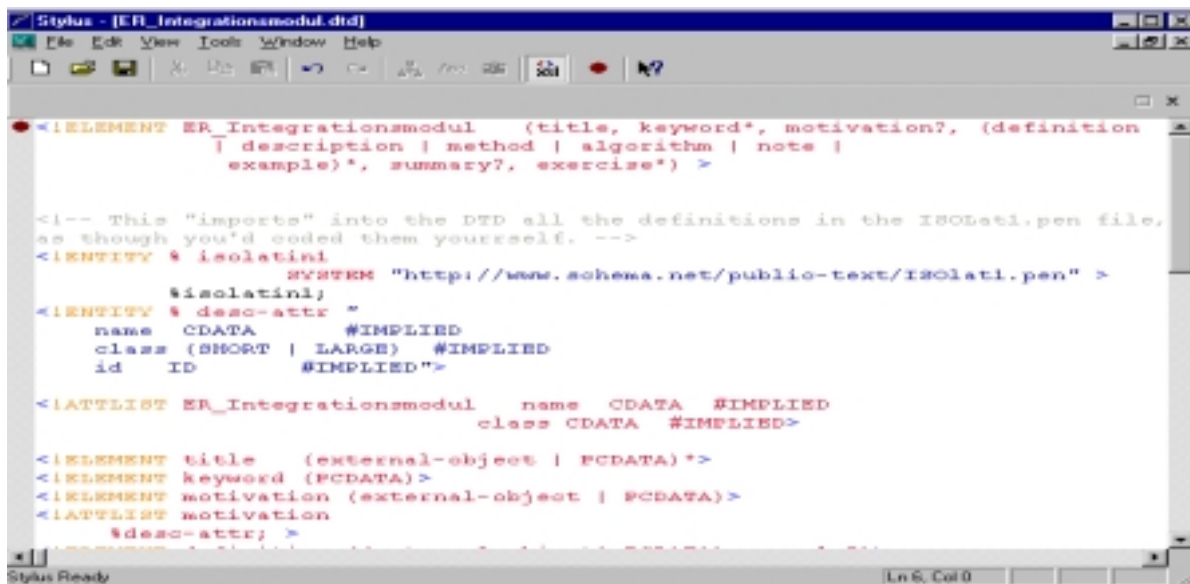 Stylus - [ER_Integrationsmodul.dtd]
File Edit View Tools Window Help
<!ELEMENT ER_Integrationsmodul (title, keyword*, motivation?, (definition
| description | method | algorithm | note |
example)*, summary?, exercise*) >
<!-- This "imports" into the DTD all the definitions in the ISOLat1.pen file,
as though you'd coded them yourrself. -->
<!ENTITY % isolatin1
SYSTEM "http://www.schema.net/public-text/ISOlat1.pen" >
%isolatin1;
<!ENTITY % desc-attr "
name CDATA #IMPLIED
class (SHORT | LARGE) #IMPLIED
id ID #IMPLIED">
<!ATTLIST ER_Integrationsmodul name CDATA #IMPLIED
class CDATA #IMPLIED>
<!ELEMENT title (external-object | PCDATA)*>
<!ELEMENT keyword (PCDATA)>
<!ELEMENT motivation (external-object | PCDATA)>
<!ATTLIST motivation
%desc-attr; >
Stylus Ready
Ln 6, Col 0